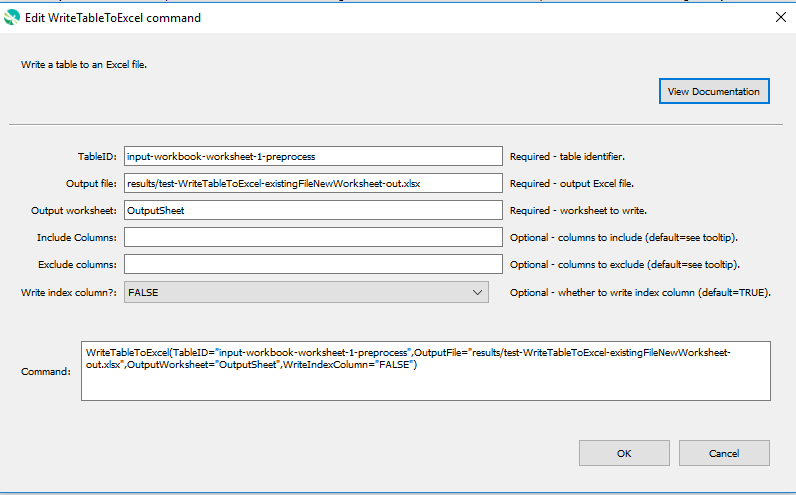 Edit WriteTableToExcel command
Write a table to an Excel file.
View Documentation
TableID: input-workbook-worksheet-1-preprocess Required - table identifier.
Output file: results/test-WriteTableToExcel-existingFileNewWorksheet-out.xlsx Required - output Excel file.
Output worksheet: OutputSheet Required - worksheet to write.
Include Columns: Optional - columns to include (default=see tooltip).
Exclude columns: Optional - columns to exclude (default=see tooltip).
Write index column?: FALSE Optional - whether to write index column (default=TRUE).
Command: WriteTableToExcel(TableID="input-workbook-worksheet-1-preprocess",OutputFile="results/test-WriteTableToExcel-existingFileNewWorksheet-
out.xlsx",OutputWorksheet="OutputSheet",WriteIndexColumn="FALSE")
OK Cancel